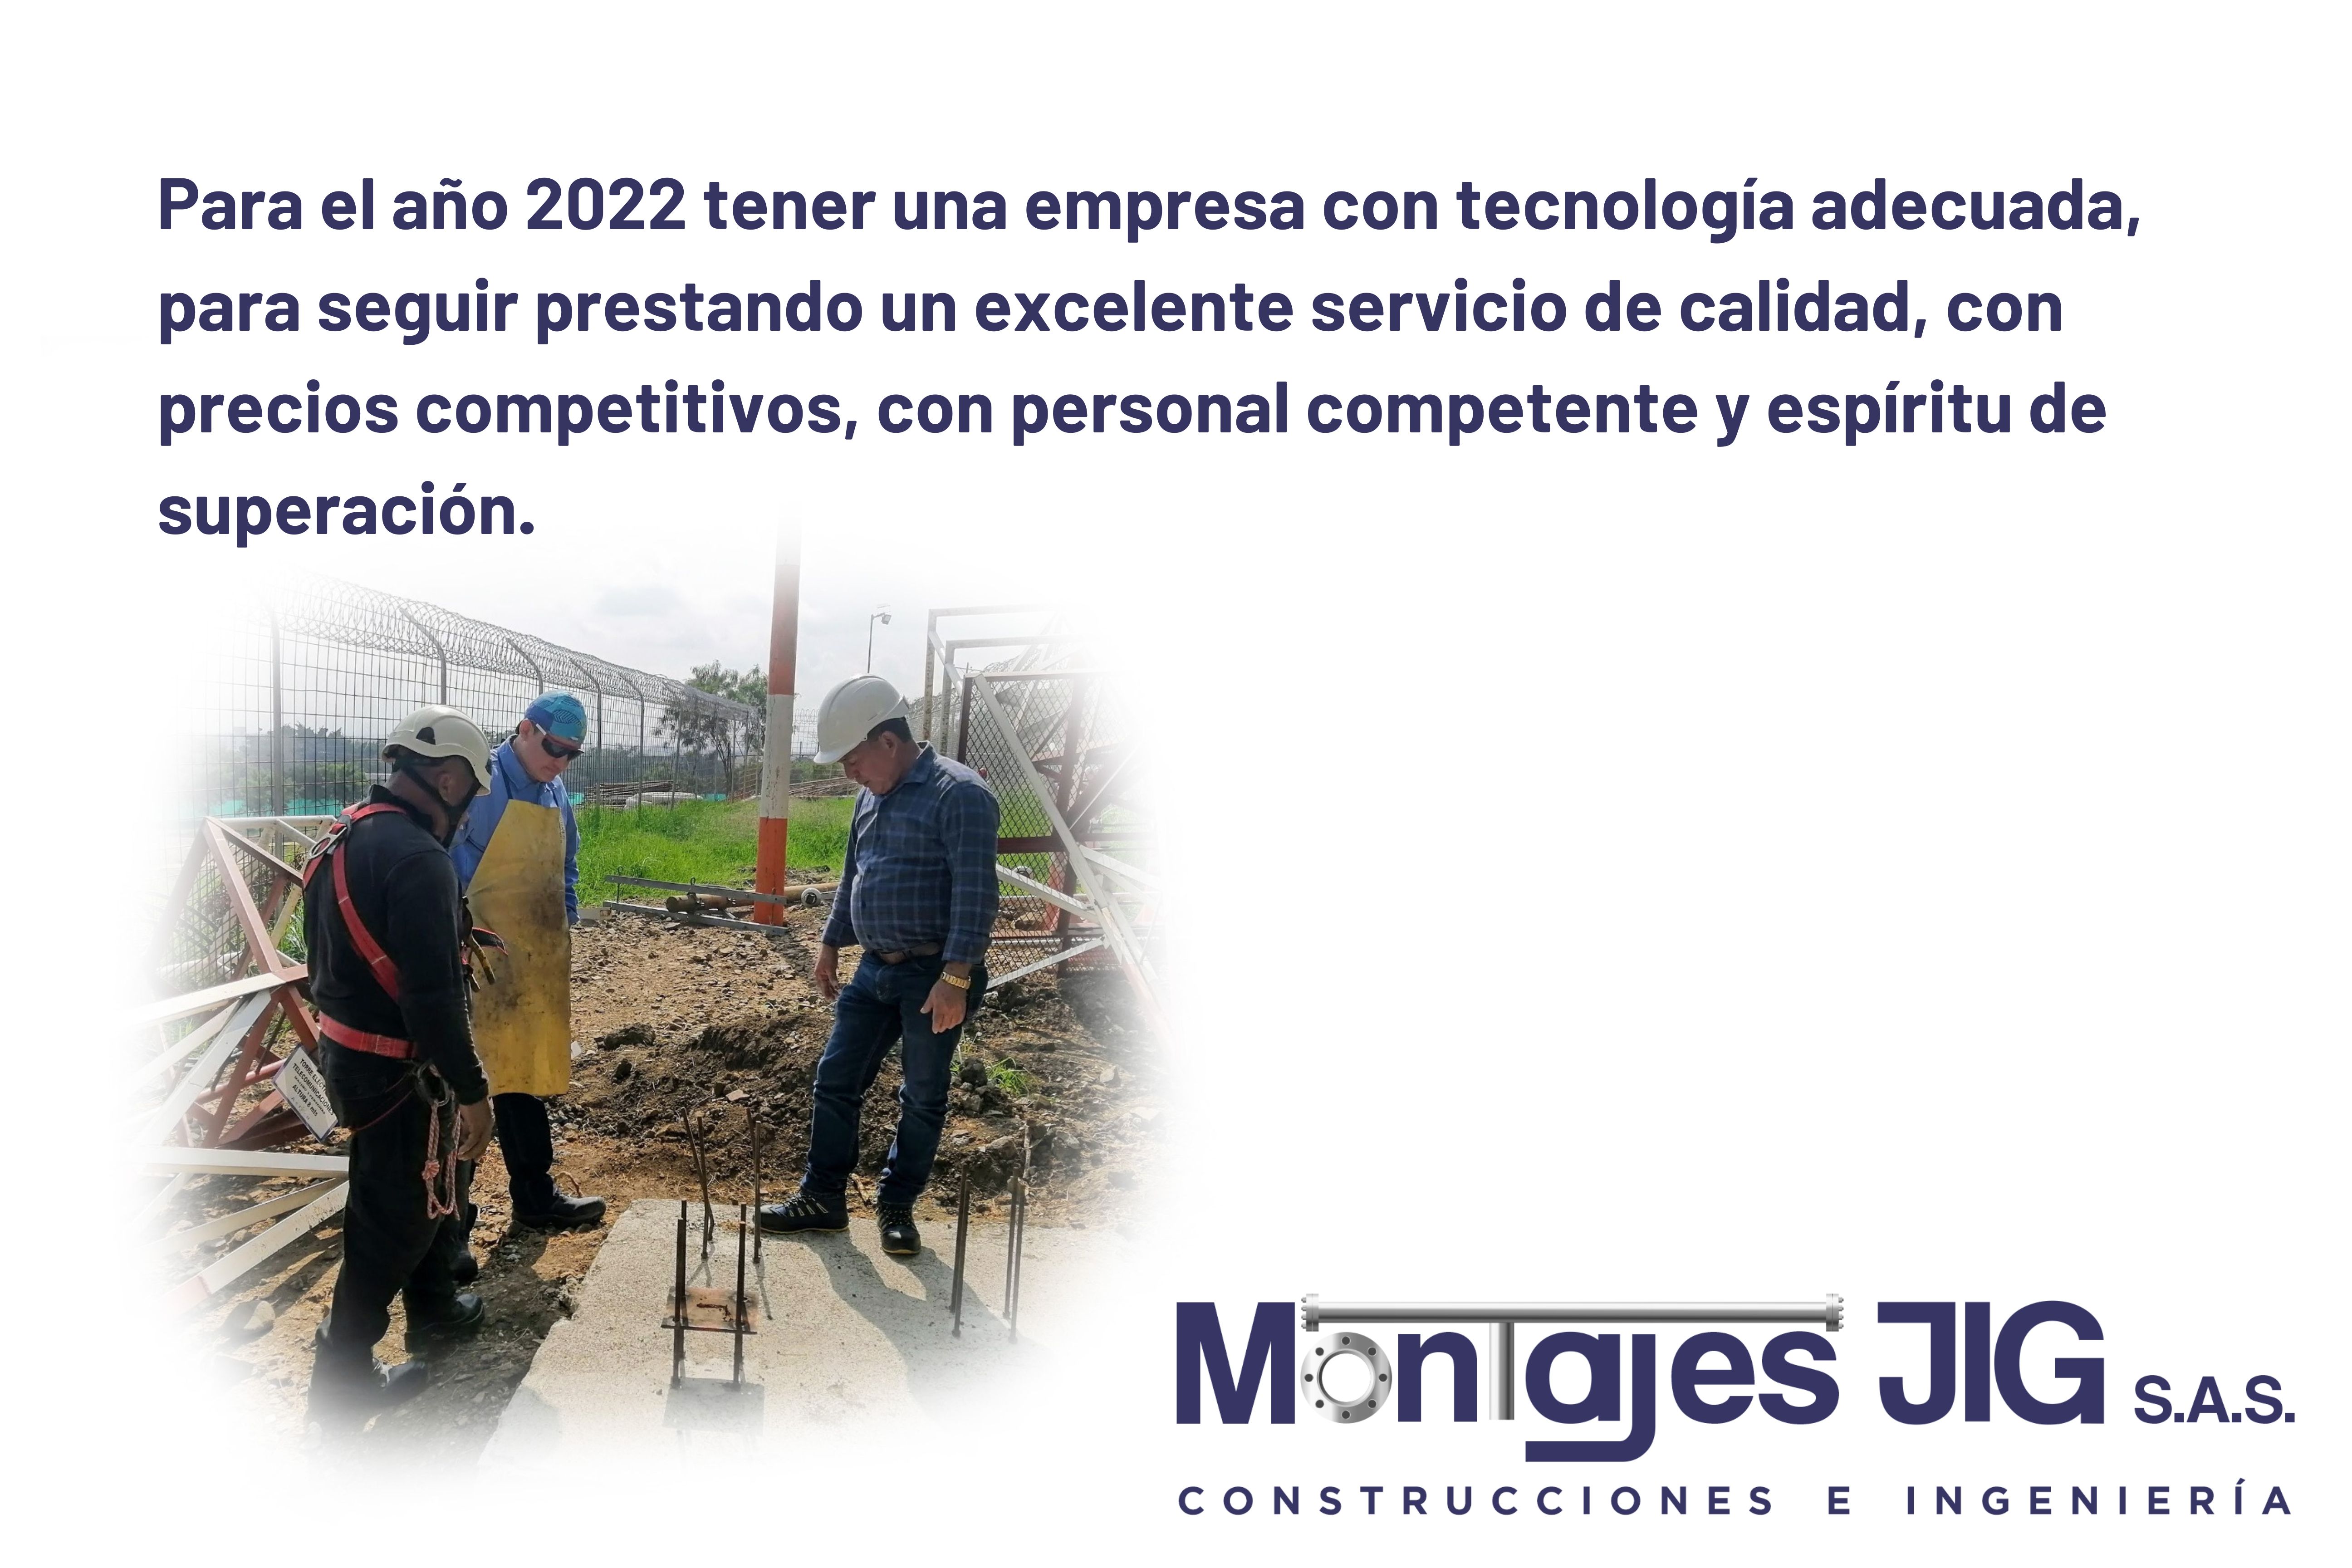 Para el año 2022 tener una empresa con tecnología adecuada,
para seguir prestando un excelente servicio de calidad, con
precios competitivos, con personal competente y espíritu de
superación.
TELECOMUNICACIONES
Montajes JIG S.A.S.
CONSTRUCCIONES E INGENIERÍA